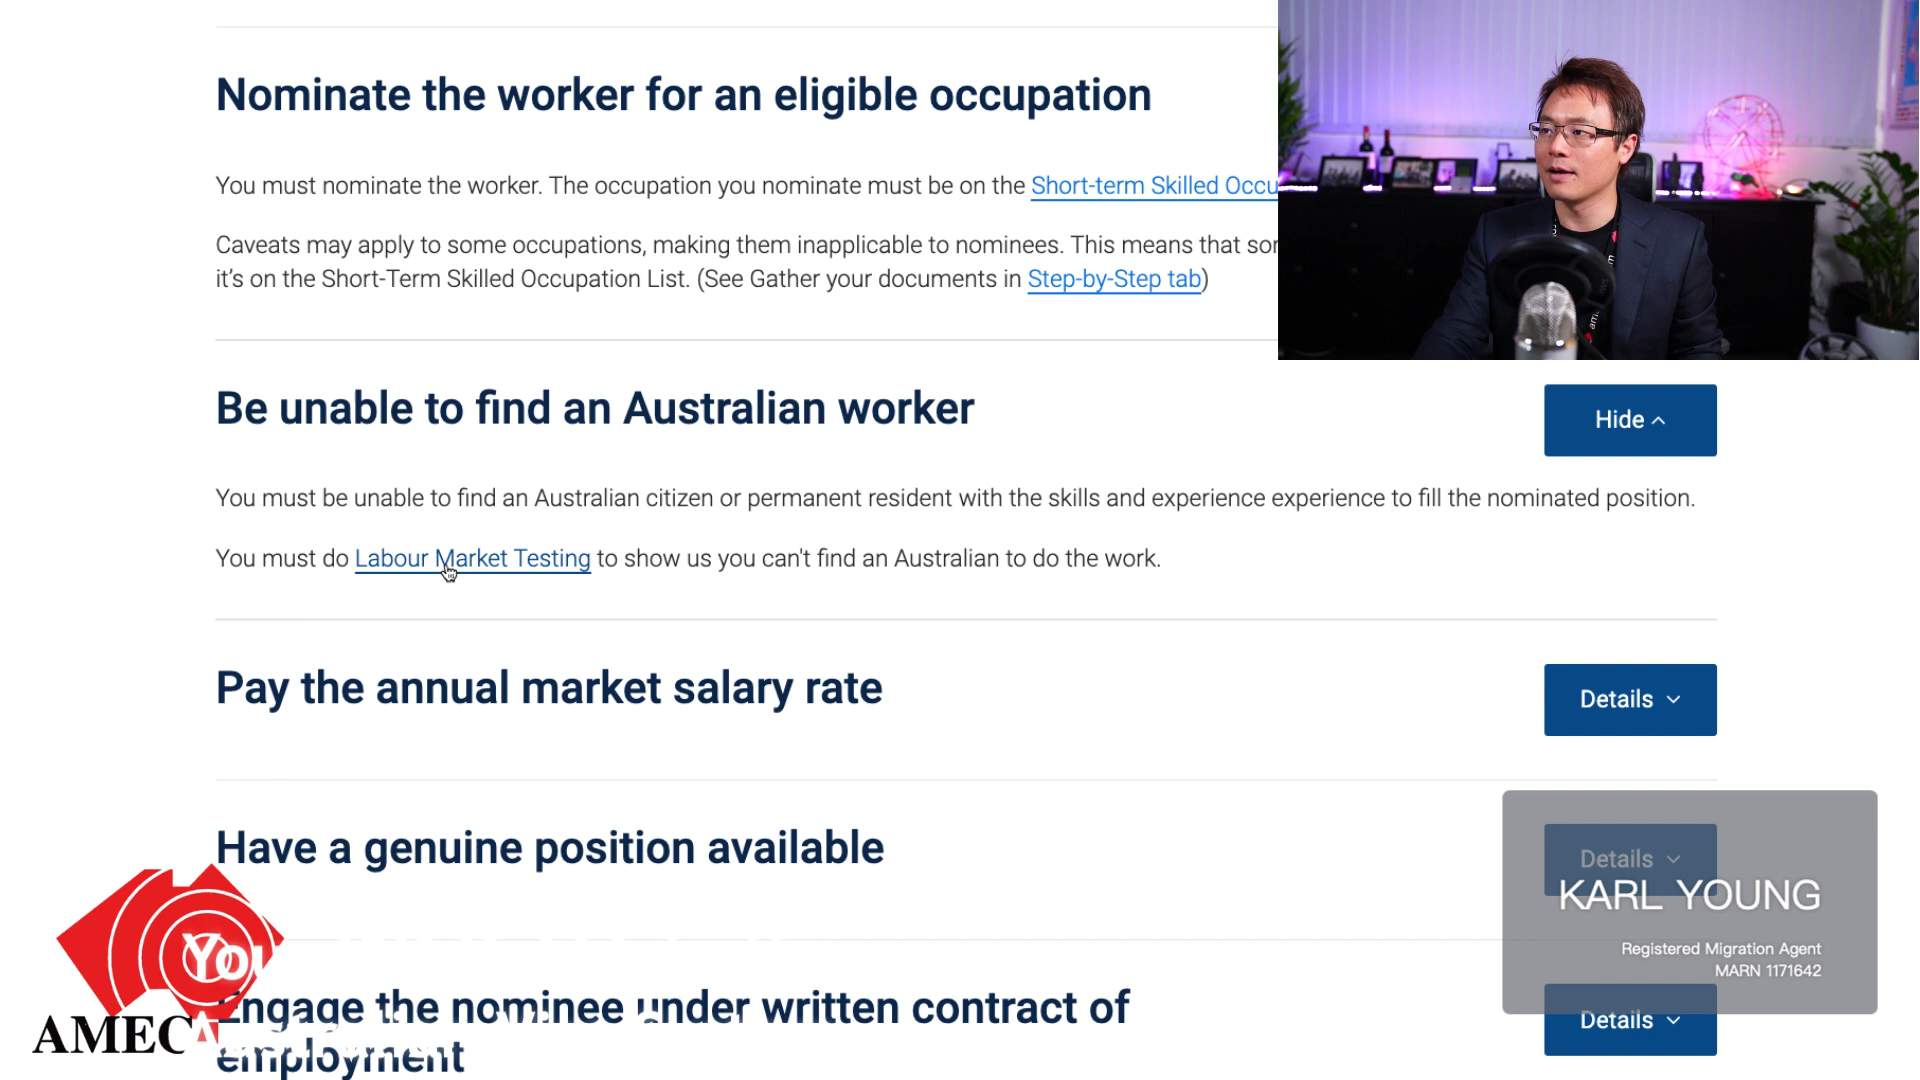 Nominate the worker for an eligible occupation
You must nominate the worker. The occupation you nominate must be on the Short-term Skilled Occu
Caveats may apply to some occupations, making them inapplicable to nominees. This means that
it's on the Short-Term Skilled Occupation List. (See Gather your documents in Step-by-Step tab)
Be unable to find an Australian worker
Hide
You must be unable to find an Australian citizen or permanent resident with the skills and experience experience to fill the nominated position.
You must do Labour Market Testing to show us you can't find an Australian to do the work.
Pay the annual market salary rate
Details
Have a genuine position available
Details
KARL YOUNG
Registered Migration Agent
MARN 1171642
You
AMEC
Engage the nominee under written contract of
employment
Details